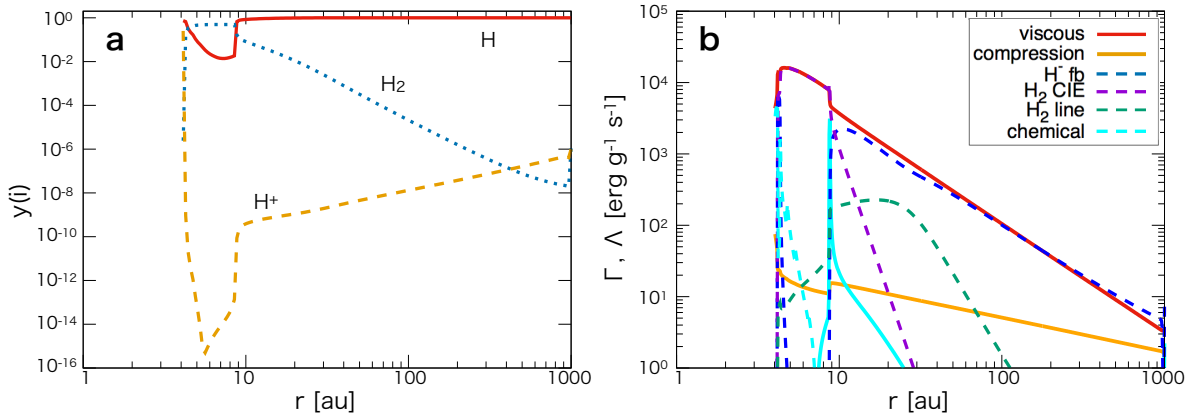 a
10⁰
10⁻²
10⁻⁴
10⁻⁶
10⁻⁸
10⁻¹⁰
10⁻¹²
10⁻¹⁴
10⁻¹⁶
y(i)
H
H₂
H⁺
1
10
100
1000
r [au]
b
10⁵
10⁴
10³
10²
10¹
10⁰
Γ, Λ [erg g⁻¹ s⁻¹]
viscous
compression
H⁻ fb
H₂ CIE
H₂ line
chemical
1
10
100
1000
r [au]